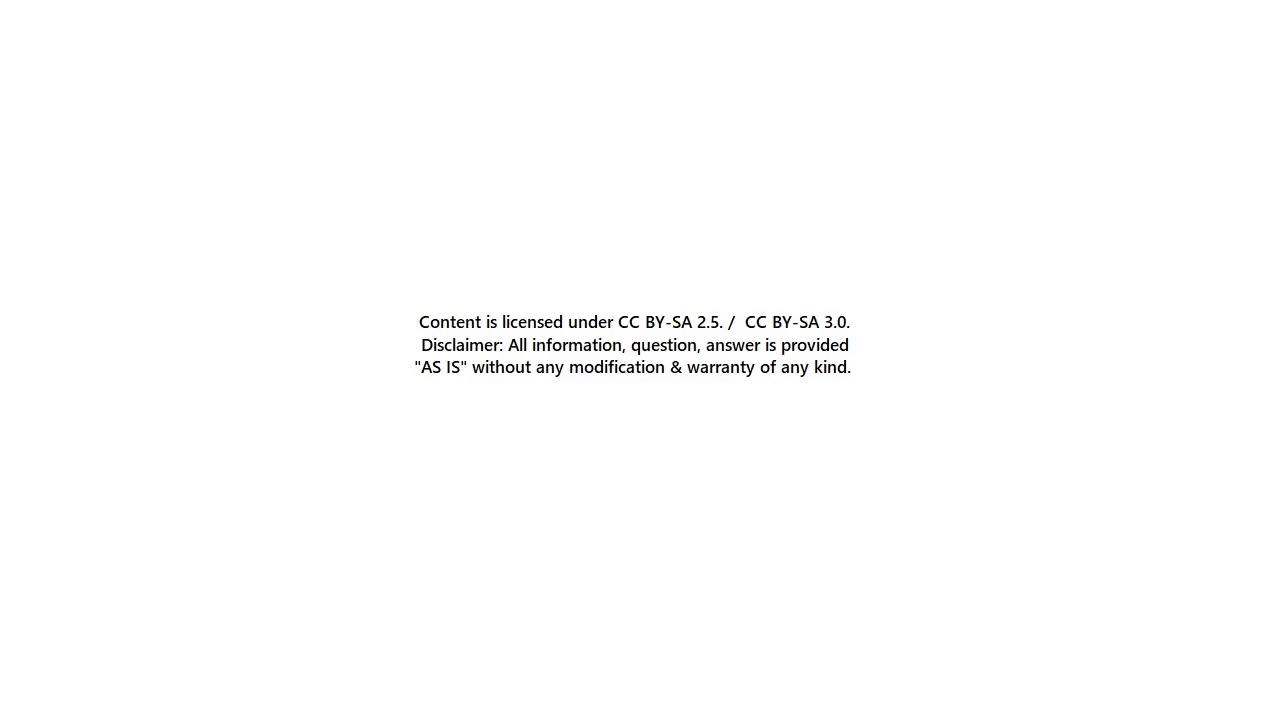 Content is licensed under CC BY-SA 2.5. /  CC BY-SA 3.0.
Disclaimer: All information, question, answer is provided
"AS IS" without any modification & warranty of any kind.